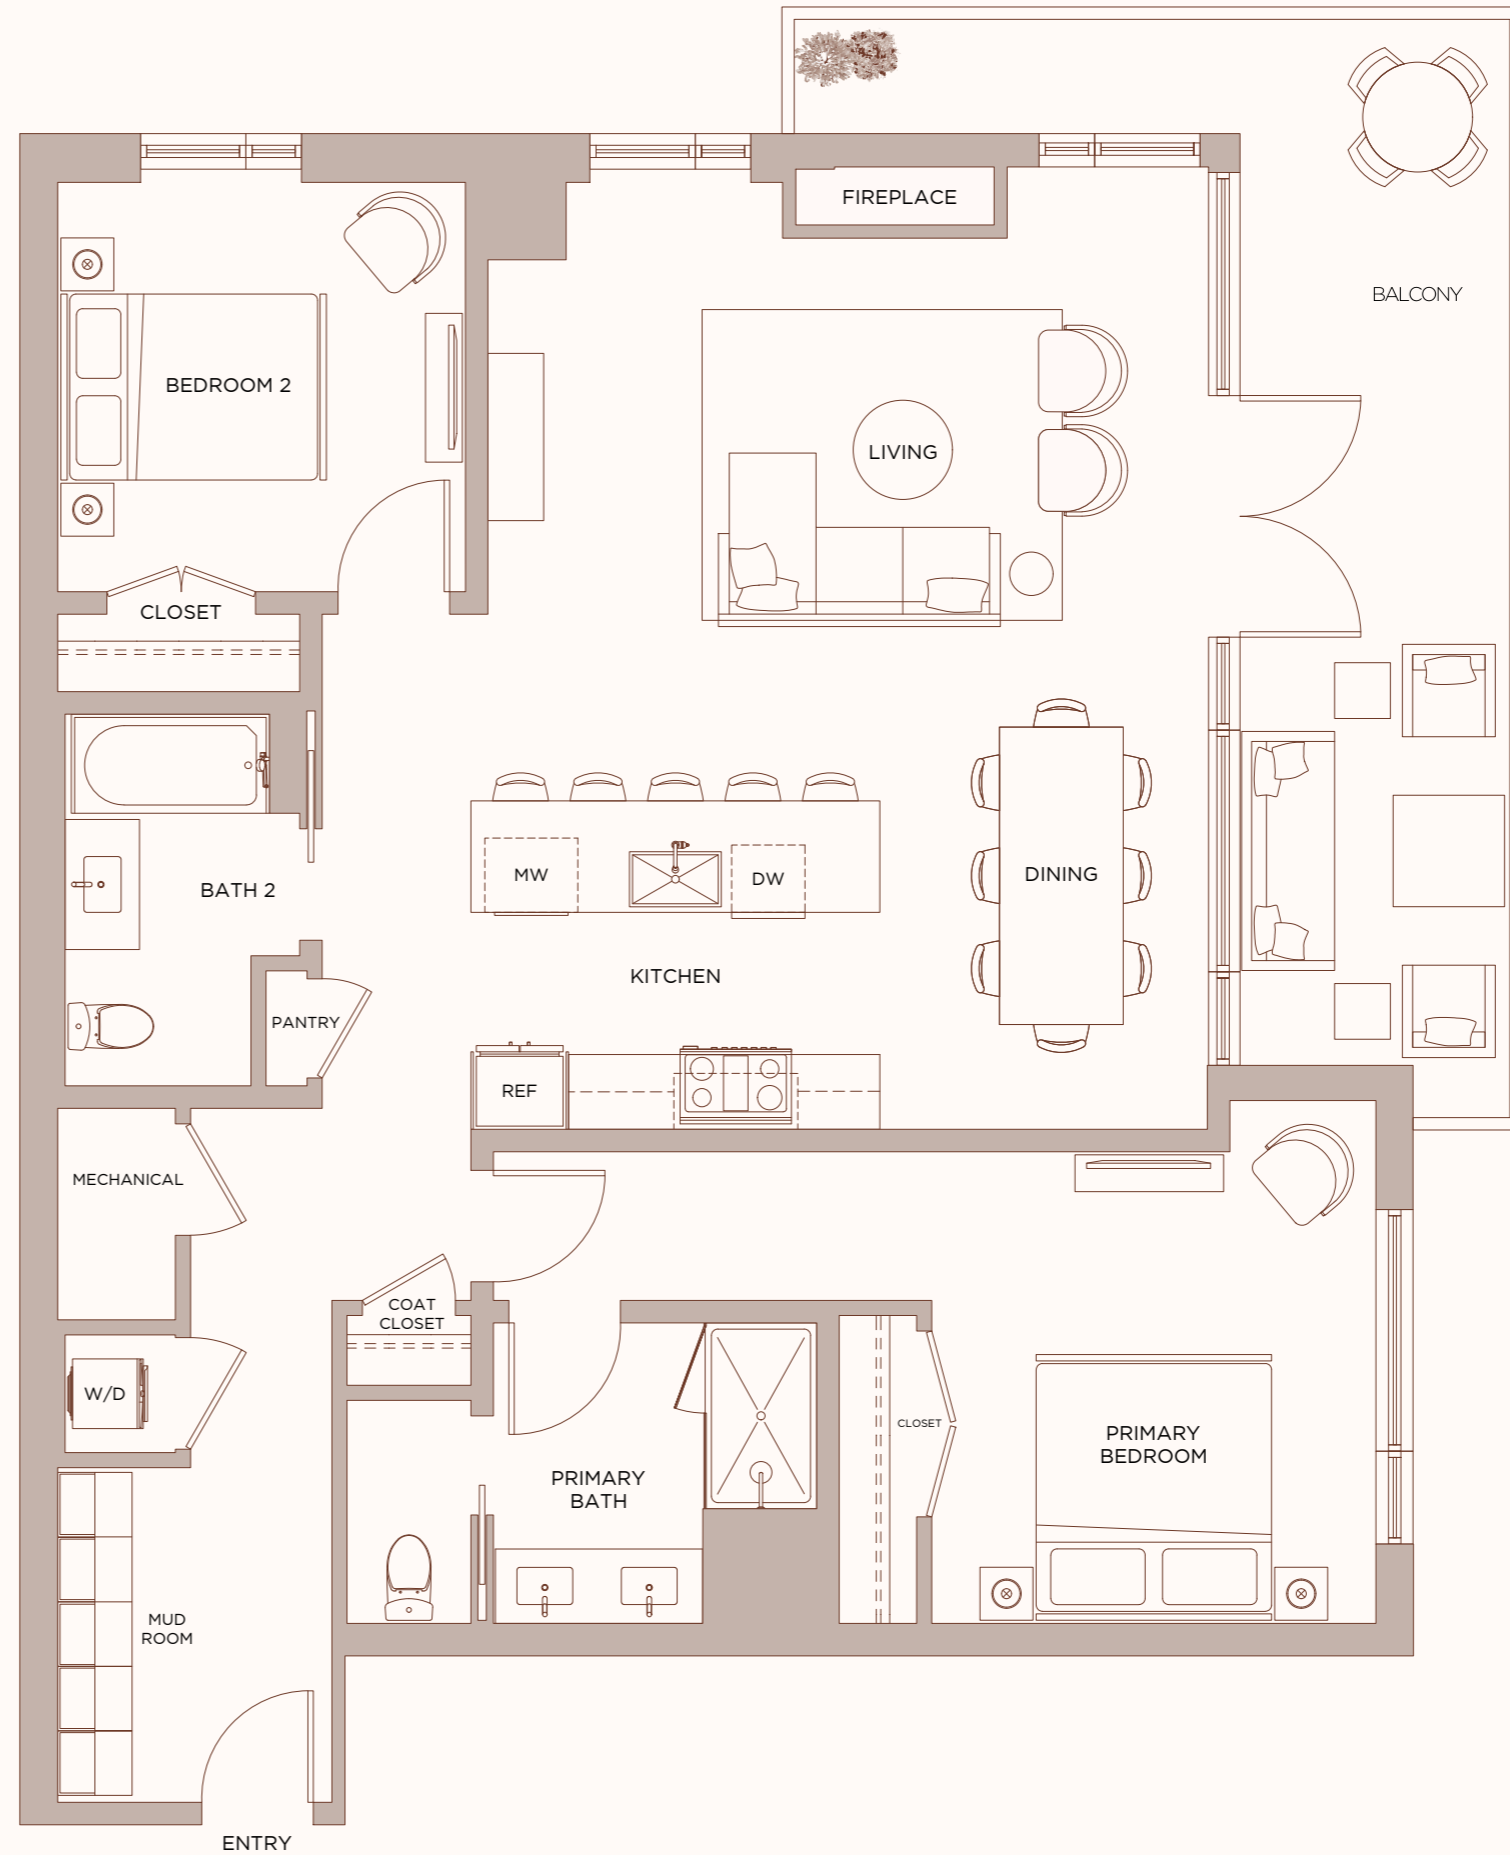 FIREPLACE
BALCONY
BEDROOM 2
LIVING
CLOSET
MW
DW
DINING
BATH 2
KITCHEN
PANTRY
REF
MECHANICAL
COAT
CLOSET
W/D
CLOSET
PRIMARY
BEDROOM
PRIMARY
BATH
MUD
ROOM
ENTRY